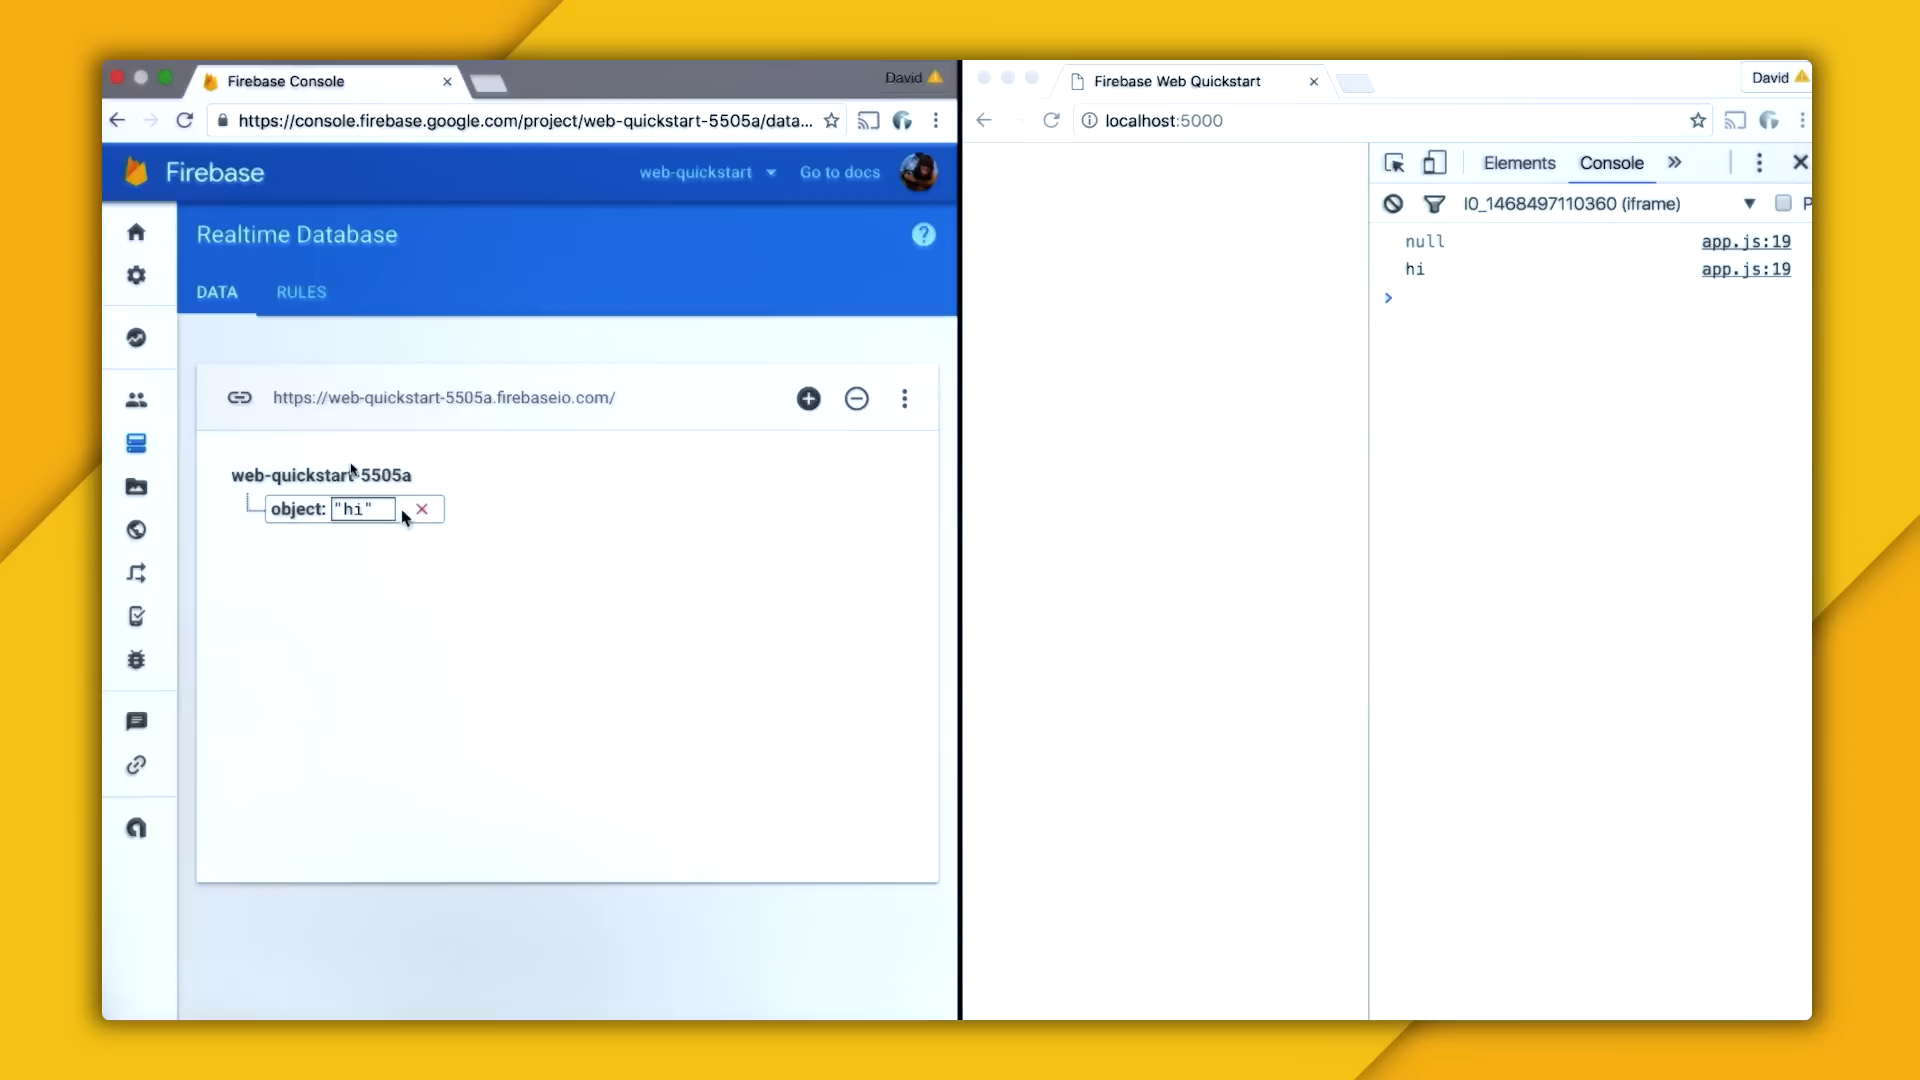 Firebase Console
David
https://console.firebase.google.com/project/web-quickstart-5505a/data...
Firebase
web-quickstart
Go to docs
Realtime Database
?
DATA
RULES
https://web-quickstart-5505a.firebaseio.com/
web-quickstart-5505a
object: "hi"
Firebase Web Quickstart
David
localhost:5000
Elements
Console
I0_1468497110360 (iframe)
P
null
app.js:19
hi
app.js:19